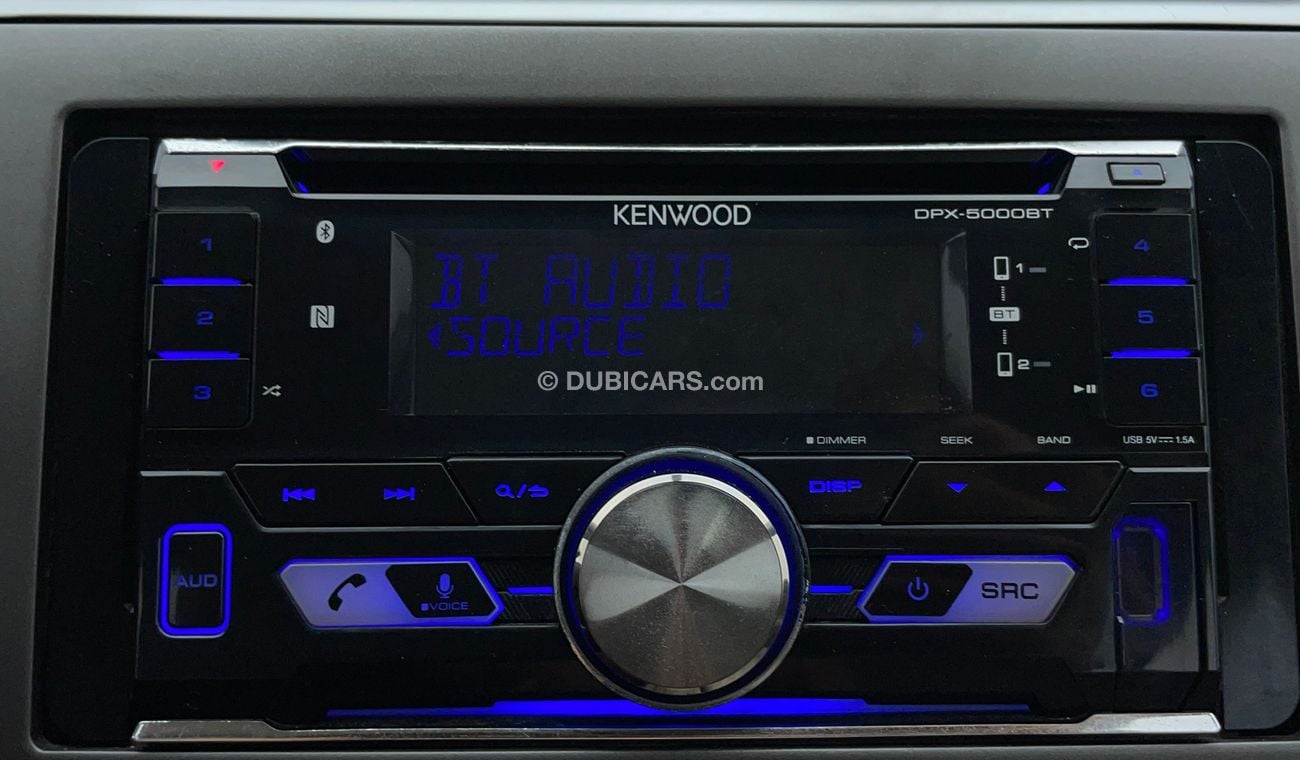 KENWOOD
DPX-5000BT
1
4
BT AUDIO
1
2
SOURCE
BT
5
© DUBICARS.com
2
3
6
DIMMER
SEEK
BAND
USB 5V 1.5A
DISP
AUD
VOICE
SRC